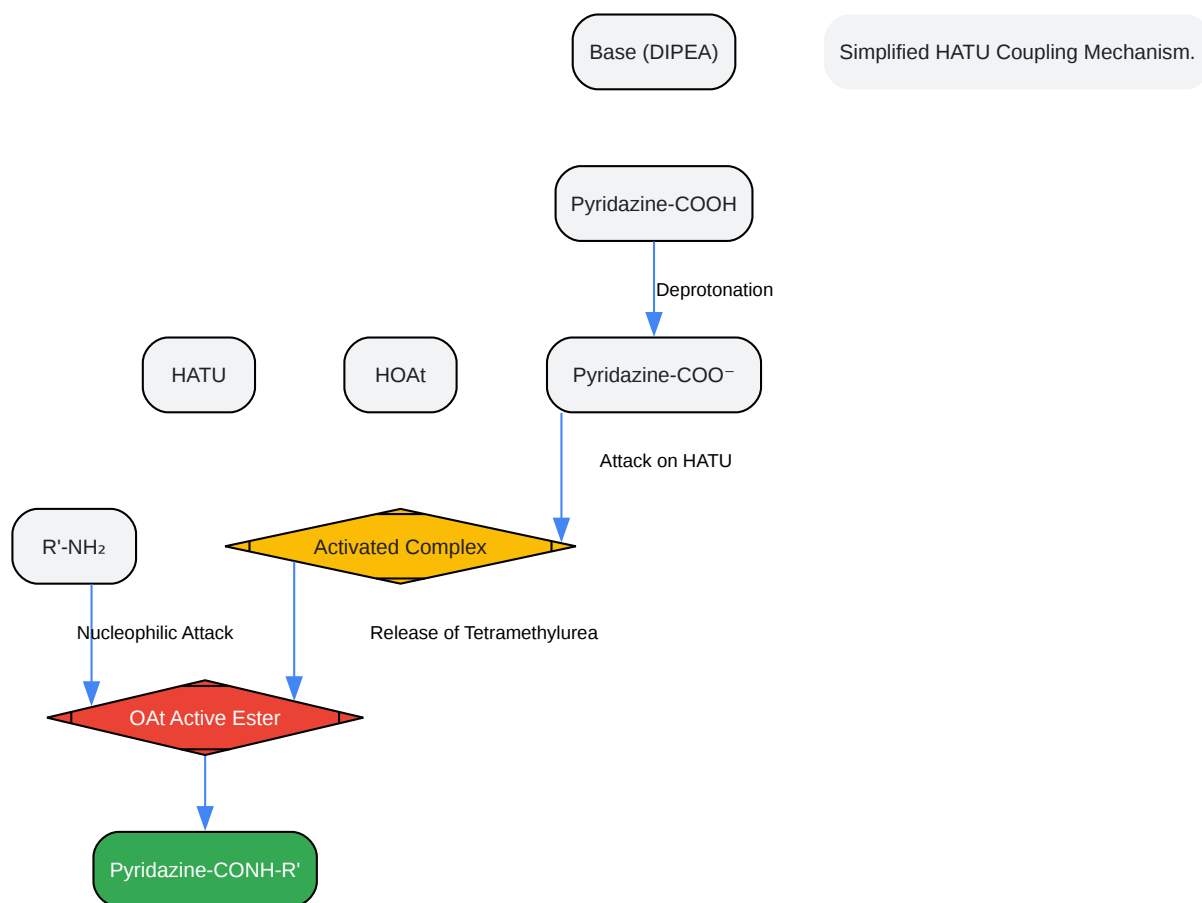 Base (DIPEA)
Simplified HATU Coupling Mechanism.
Pyridazine-COOH
Deprotonation
HATU
HOAt
Pyridazine-COO⁻
Attack on HATU
R'-NH₂
Activated Complex
Nucleophilic Attack
Release of Tetramethylurea
OAt Active Ester
Pyridazine-CONH-R'